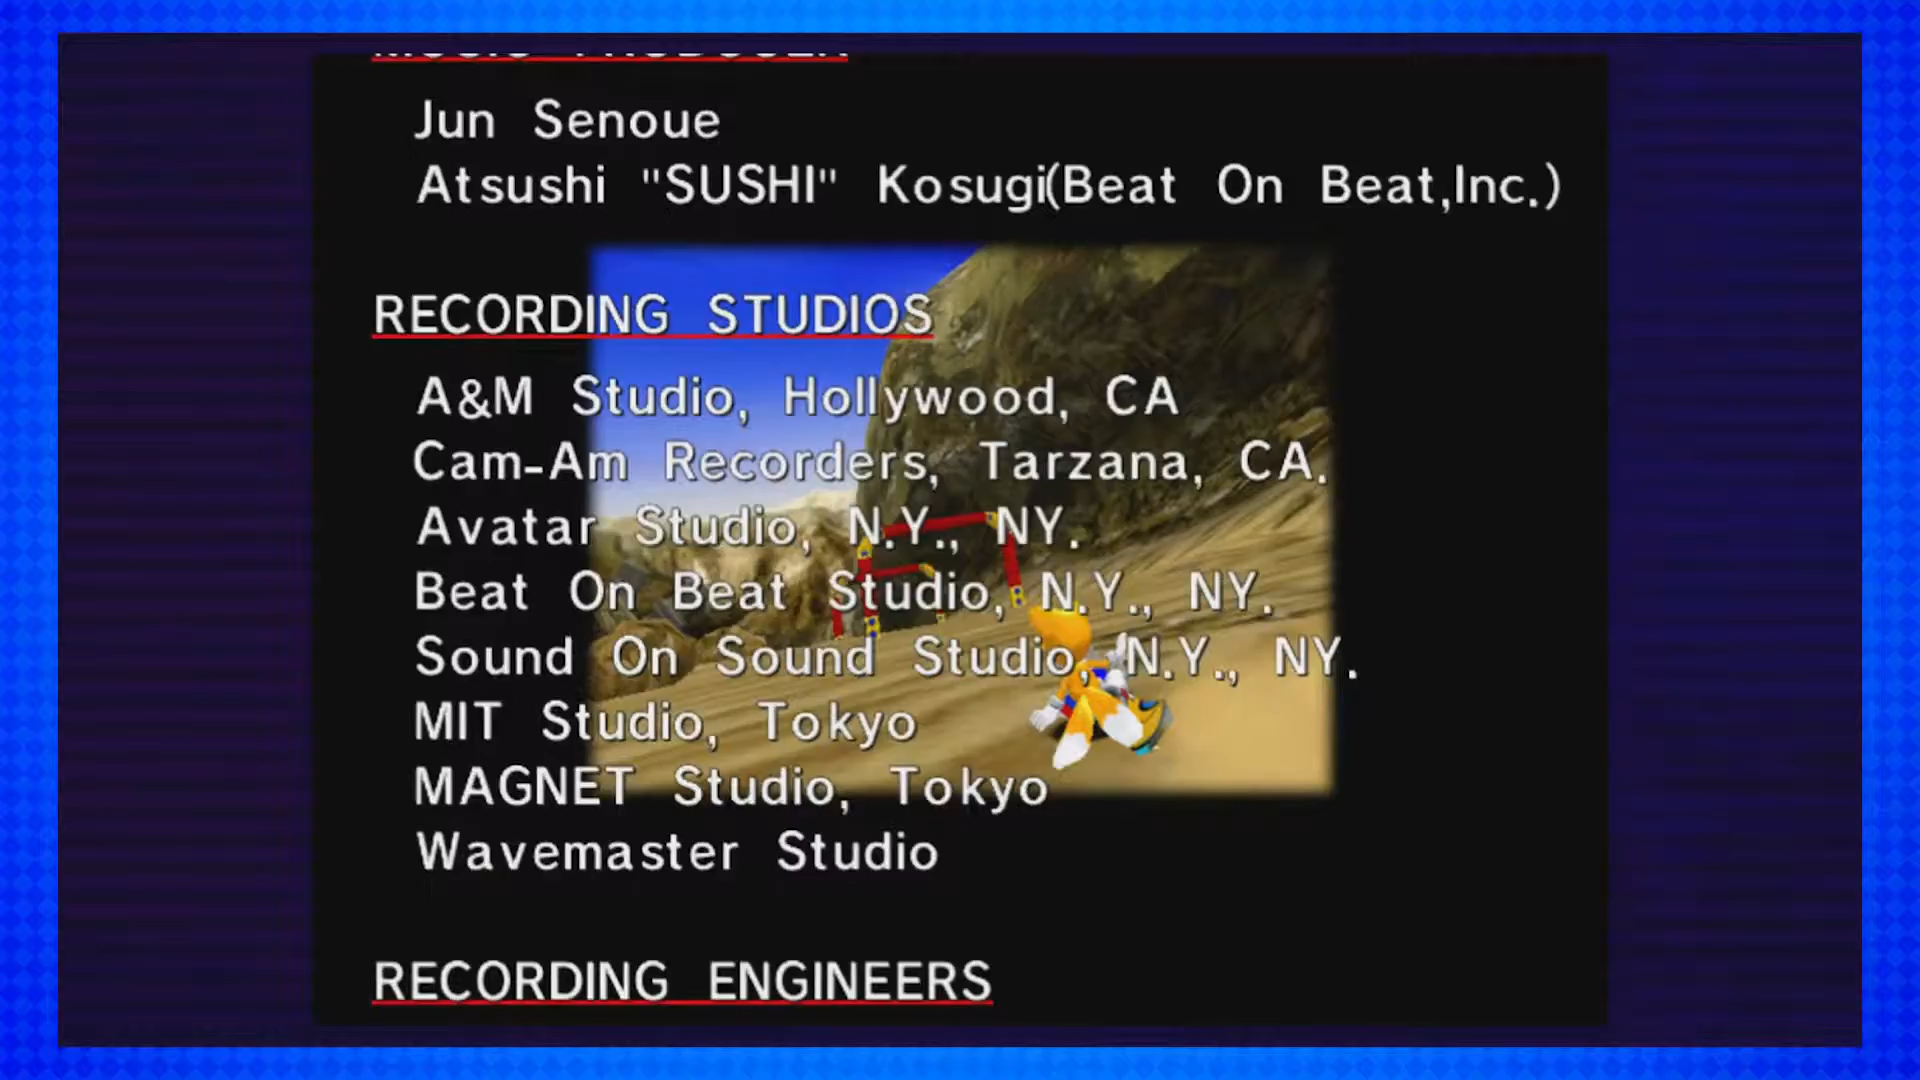 MUSIC PRODUCER
Jun Senoue
Atsushi "SUSHI" Kosugi(Beat On Beat,Inc.)
RECORDING STUDIOS
A&M Studio, Hollywood, CA
Cam-Am Recorders, Tarzana, CA.
Avatar Studio, N.Y., NY.
Beat On Beat Studio, N.Y., NY.
Sound On Sound Studio, N.Y., NY.
MIT Studio, Tokyo
MAGNET Studio, Tokyo
Wavemaster Studio
RECORDING ENGINEERS